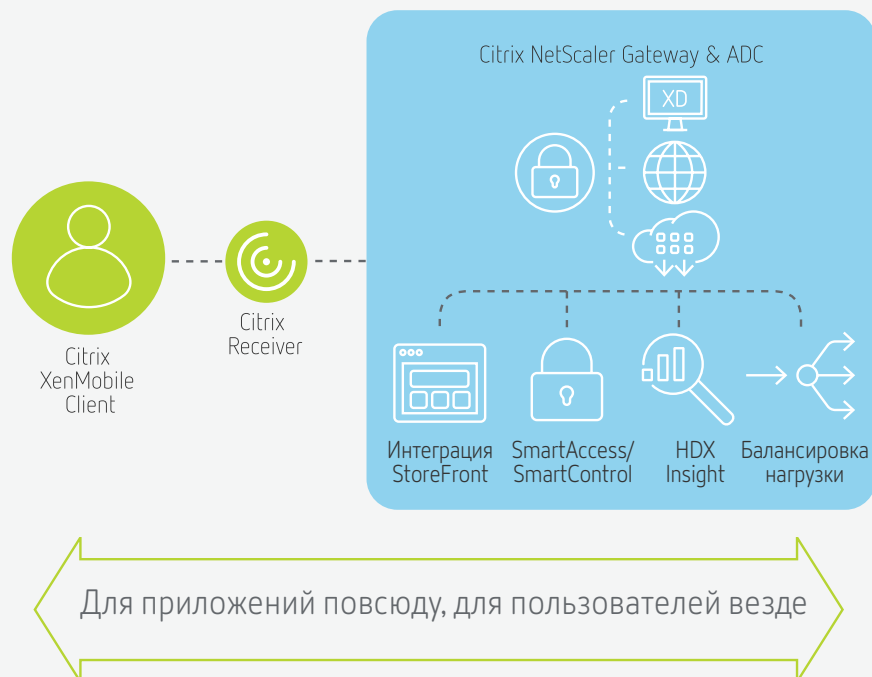 Citrix NetScaler Gateway & ADC
XD
Citrix
XenMobile
Client
Citrix
Receiver
Интеграция
StoreFront
SmartAccess/
SmartControl
HDX
Insight
Балансировка
нагрузки
Для приложений повсюду, для пользователей везде